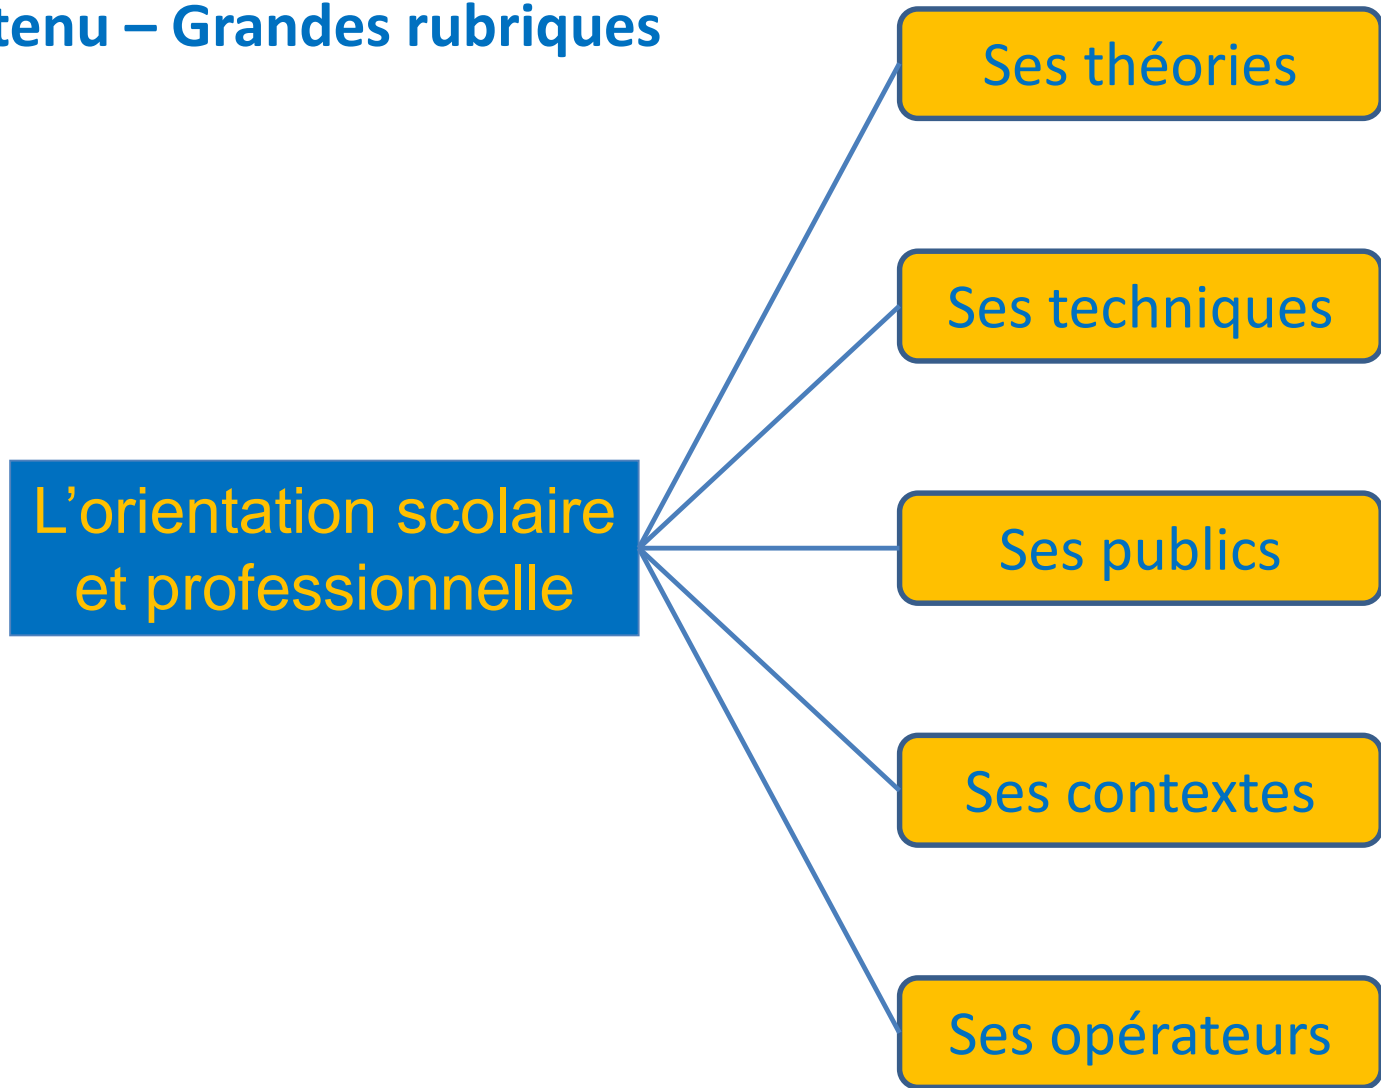 tenu – Grandes rubriques
Ses théories
Ses techniques
L’orientation scolaire
et professionnelle
Ses publics
Ses contextes
Ses opérateurs